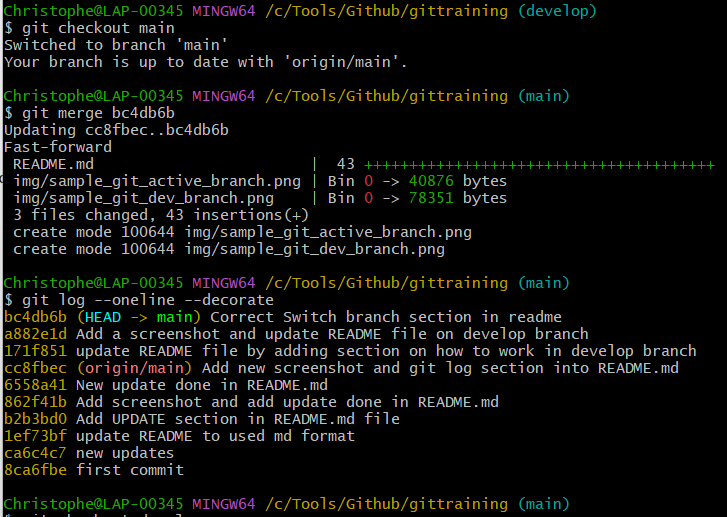 Christophe@LAP-00345 MINGW64 /c/Tools/Github/gittraining (develop)
$ git checkout main
Switched to branch 'main'
Your branch is up to date with 'origin/main'.
Christophe@LAP-00345 MINGW64 /c/Tools/Github/gittraining (main)
$ git merge bc4db6b
Updating cc8fbec..bc4db6b
Fast-forward
 README.md                        |  43 +++++++++++++++++++++++++++++++++++++++
 img/sample_git_active_branch.png | Bin 0 -> 40876 bytes
 img/sample_git_dev_branch.png    | Bin 0 -> 78351 bytes
 3 files changed, 43 insertions(+)
 create mode 100644 img/sample_git_active_branch.png
 create mode 100644 img/sample_git_dev_branch.png
Christophe@LAP-00345 MINGW64 /c/Tools/Github/gittraining (main)
$ git log --oneline --decorate
bc4db6b (HEAD -> main) Correct Switch branch section in readme
a882e1d Add a screenshot and update README file on develop branch
171f851 update README file by adding section on how to work in develop branch
cc8fbec (origin/main) Add new screenshot and git log section into README.md
6558a41 New update done in README.md
862f41b Add screenshot and add update done in README.md
b2b3bd0 Add UPDATE section in README.md file
1ef73bf update README to used md format
ca6c4c7 new updates
8ca6fbe first commit
Christophe@LAP-00345 MINGW64 /c/Tools/Github/gittraining (main)